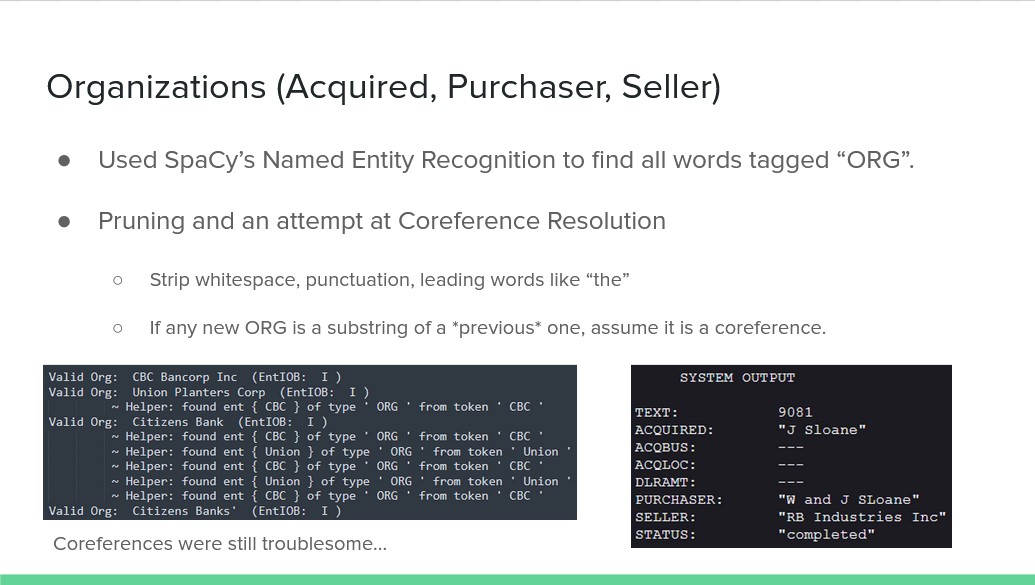 Organizations (Acquired, Purchaser, Seller)
● Used SpaCy’s Named Entity Recognition to find all words tagged “ORG”.
● Pruning and an attempt at Coreference Resolution
○ Strip whitespace, punctuation, leading words like “the”
○ If any new ORG is a substring of a *previous* one, assume it is a coreference.
Valid Org:  CBC Bancorp Inc  (EntIOB:  I )
Valid Org:  Union Planters Corp  (EntIOB:  I )
~ Helper: found ent { CBC } of type ' ORG ' from token ' CBC '
Valid Org:  Citizens Bank  (EntIOB:  I )
~ Helper: found ent { CBC } of type ' ORG ' from token ' CBC '
~ Helper: found ent { Union } of type ' ORG ' from token ' Union '
~ Helper: found ent { CBC } of type ' ORG ' from token ' CBC '
~ Helper: found ent { Union } of type ' ORG ' from token ' Union '
~ Helper: found ent { CBC } of type ' ORG ' from token ' CBC '
Valid Org:  Citizens Banks'  (EntIOB:  I )
Coreferences were still troublesome...
SYSTEM OUTPUT
TEXT: 9081
ACQUIRED: "J Sloane"
ACQBUS: ---
ACQLOC: ---
DLRAMT: ---
PURCHASER: "W and J SLoane"
SELLER: "RB Industries Inc"
STATUS: "completed"